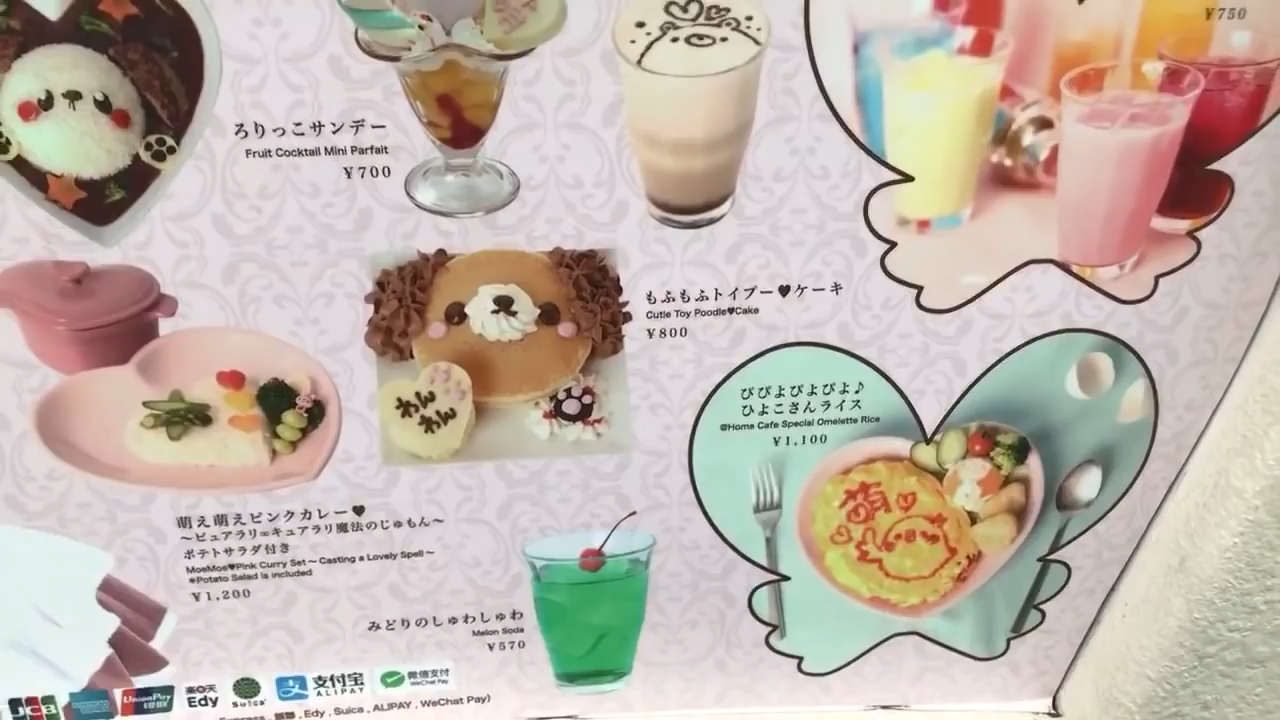 ¥750
ろりっこサンデー
Fruit Cocktail Mini Parfait
¥700
もふもふトイプー♥ケーキ
Cutie Toy Poodle♥Cake
¥800
わん
わん
ぴぴよぴよぴよ♪
ひよこさんライス
@Home Cafe Special Omelette Rice
¥1,100
萌
萌え萌えピンクカレー♥
～ピュアラリ∞キュアラリ魔法のじゅもん～
ポテトサラダ付き
MoeMoe♥Pink Curry Set～Casting a Lovely Spell～
※Potato Salad is included
¥1,200
みどりのしゅわしゅわ
Melon Soda
¥570
JCB
UnionPay
银联
楽天
Edy
Suica
支付宝
ALIPAY
微信支付
WeChat Pay
Express , 銀聯 , Edy , Suica , ALIPAY , WeChat Pay)